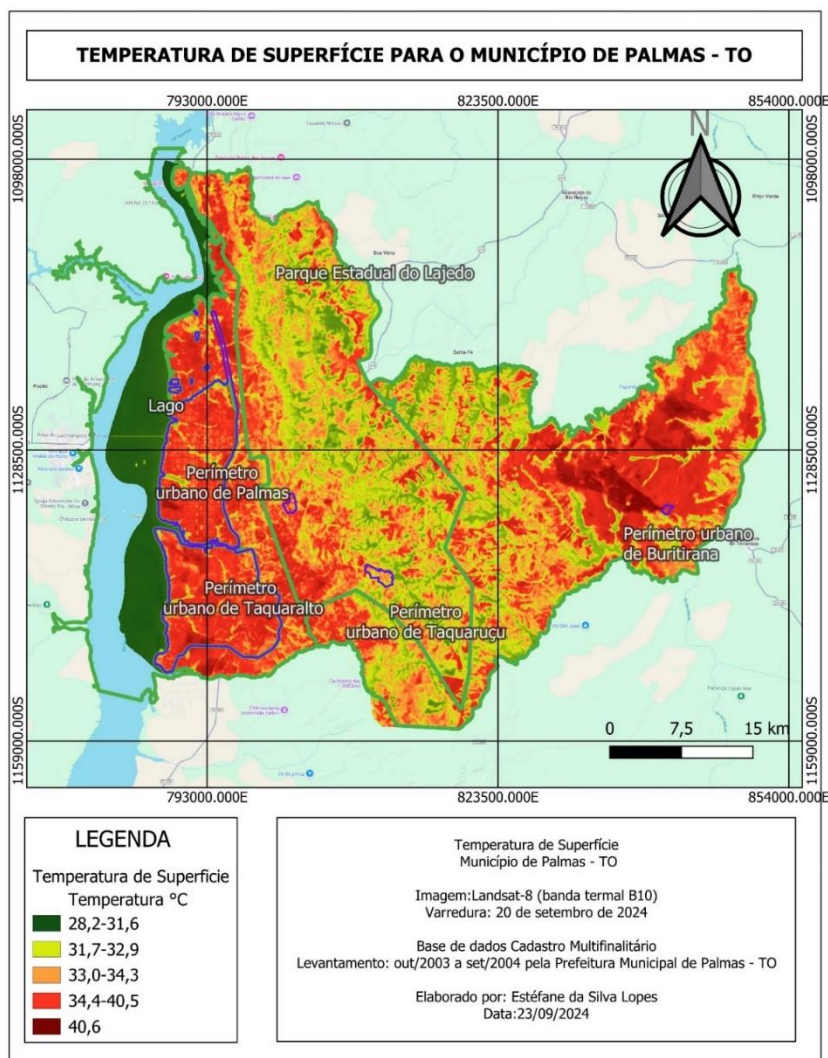 TEMPERATURA DE SUPERFÍCIE PARA O MUNICÍPIO DE PALMAS - TO
793000.000E
823500.000E
854000.000E
1098000.000S
1098000.000S
N
Boa Vista
Parque Estadual do Lajedo
Santa Fé
Lago
1128500.000S
1128500.000S
Perímetro
urbano de Palmas
Perímetro urbano
de Buritirana
Perímetro
urbano de Taquaralto
Perímetro
urbano de Taquaruçu
0 7,5 15 km
1159000.000S
1159000.000S
793000.000E
823500.000E
854000.000E
LEGENDA
Temperatura de Superficie
Temperatura °C
28,2-31,6
31,7-32,9
33,0-34,3
34,4-40,5
40,6
Temperatura de Superfície
Município de Palmas - TO
Imagem:Landsat-8 (banda termal B10)
Varredura: 20 de setembro de 2024
Base de dados Cadastro Multifinalitário
Levantamento: out/2003 a set/2004 pela Prefeitura Municipal de Palmas - TO
Elaborado por: Estéfane da Silva Lopes
Data:23/09/2024